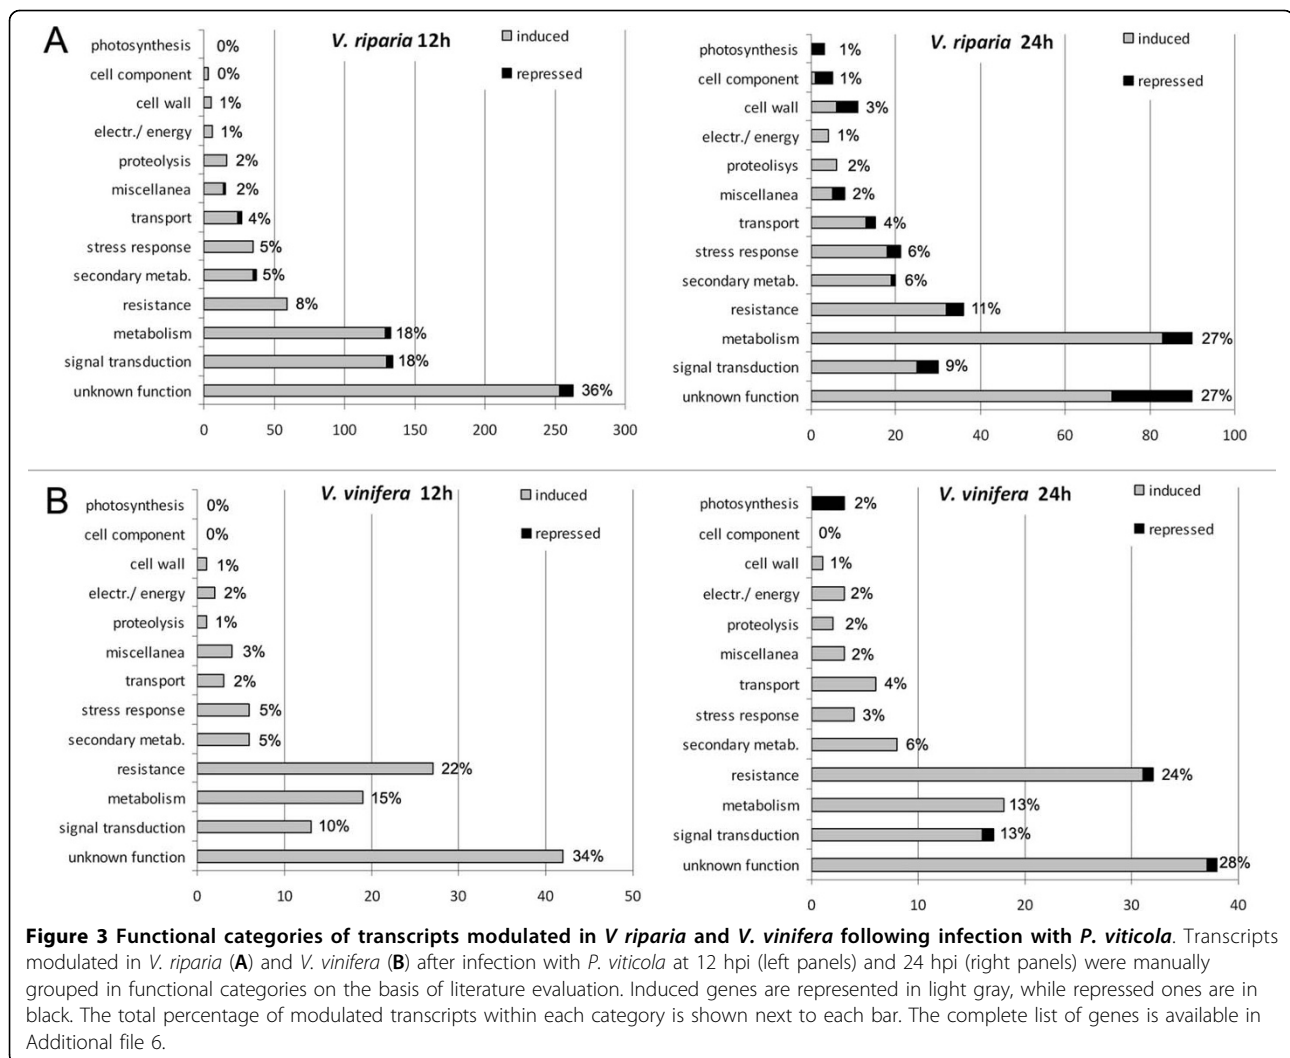 A
V. riparia 12h
induced
repressed
photosynthesis 0%
cell component 0%
cell wall 1%
electr./ energy 1%
proteolysis 2%
miscellanea 2%
transport 4%
stress response 5%
secondary metab. 5%
resistance 8%
metabolism 18%
signal transduction 18%
unknown function 36%
0 50 100 150 200 250 300
V. riparia 24h
induced
repressed
photosynthesis 1%
cell component 1%
cell wall 3%
electr./ energy 1%
proteolisys 2%
miscellanea 2%
transport 4%
stress response 6%
secondary metab. 6%
resistance 11%
metabolism 27%
signal transduction 9%
unknown function 27%
0 20 40 60 80 100
B
V. vinifera 12h
induced
repressed
photosynthesis 0%
cell component 0%
cell wall 1%
electr./ energy 2%
proteolysis 1%
miscellanea 3%
transport 2%
stress response 5%
secondary metab. 5%
resistance 22%
metabolism 15%
signal transduction 10%
unknown function 34%
0 10 20 30 40 50
V. vinifera 24h
induced
repressed
photosynthesis 2%
cell component 0%
cell wall 1%
electr./ energy 2%
proteolysis 2%
miscellanea 2%
transport 4%
stress response 3%
secondary metab. 6%
resistance 24%
metabolism 13%
signal transduction 13%
unknown function 28%
0 10 20 30 40
Figure 3 Functional categories of transcripts modulated in V riparia and V. vinifera following infection with P. viticola. Transcripts
modulated in V. riparia (A) and V. vinifera (B) after infection with P. viticola at 12 hpi (left panels) and 24 hpi (right panels) were manually
grouped in functional categories on the basis of literature evaluation. Induced genes are represented in light gray, while repressed ones are in
black. The total percentage of modulated transcripts within each category is shown next to each bar. The complete list of genes is available in
Additional file 6.